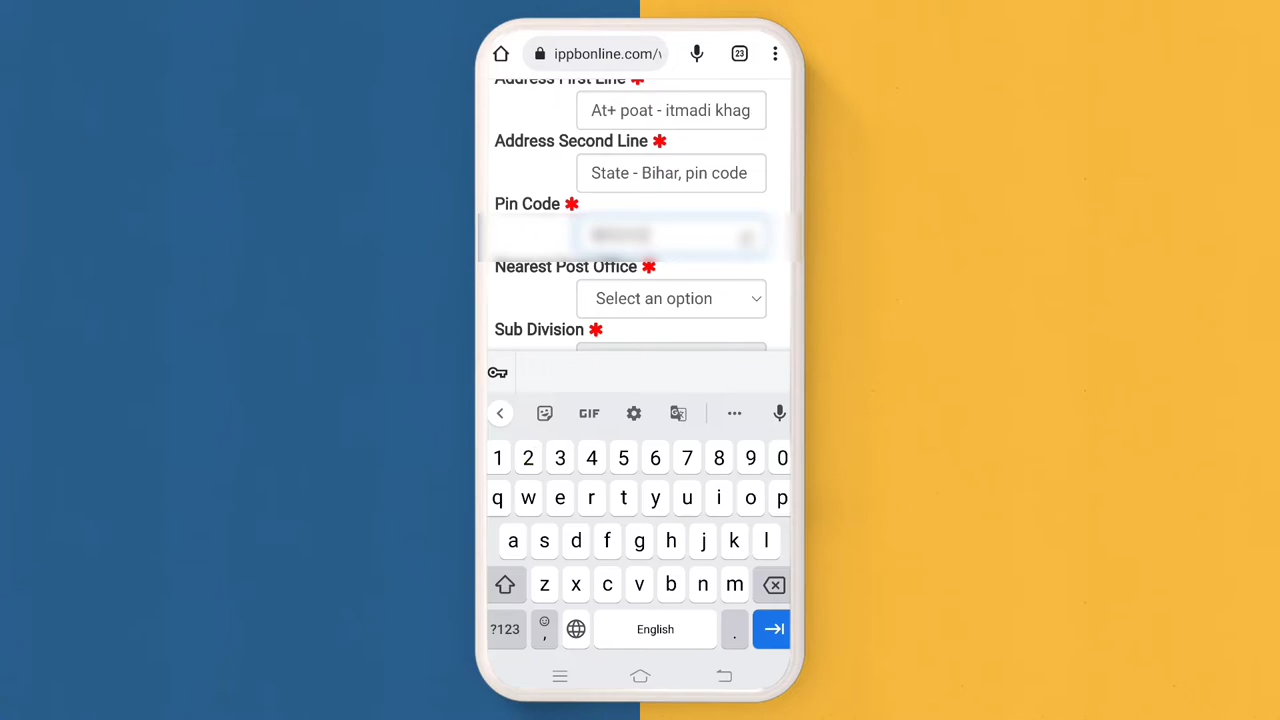 ippbonline.com/
23
Address First Line *
At+ poat - itmadi khag
Address Second Line *
State - Bihar, pin code
Pin Code *
Nearest Post Office *
Select an option
Sub Division *
GIF
1 2 3 4 5 6 7 8 9 0
q w e r t y u i o p
a s d f g h j k l
z x c v b n m
?123 , English .